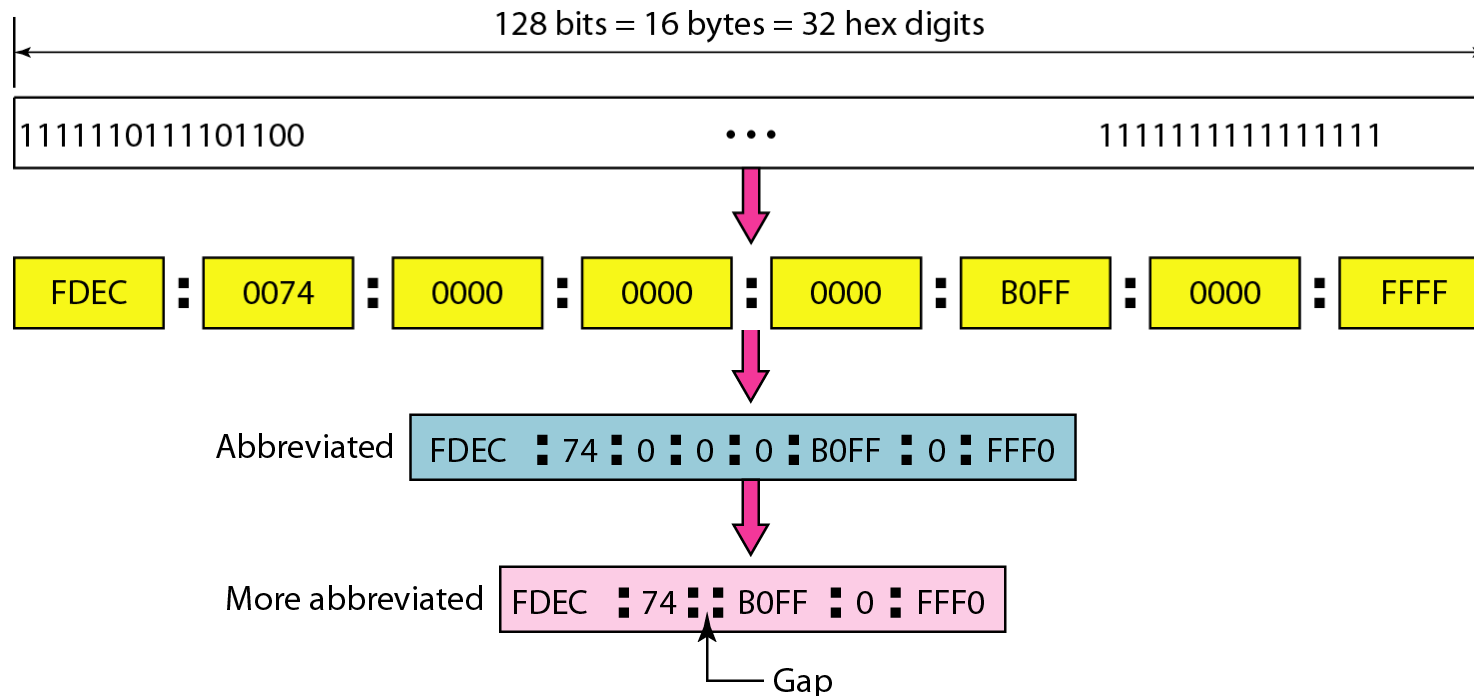 128 bits = 16 bytes = 32 hex digits
1111110111101100 ••• 1111111111111111
FDEC : 0074 : 0000 : 0000 : 0000 : B0FF : 0000 : FFFF
Abbreviated FDEC : 74 : 0 : 0 : 0 : B0FF : 0 : FFF0
More abbreviated FDEC : 74 : : B0FF : 0 : FFF0
Gap